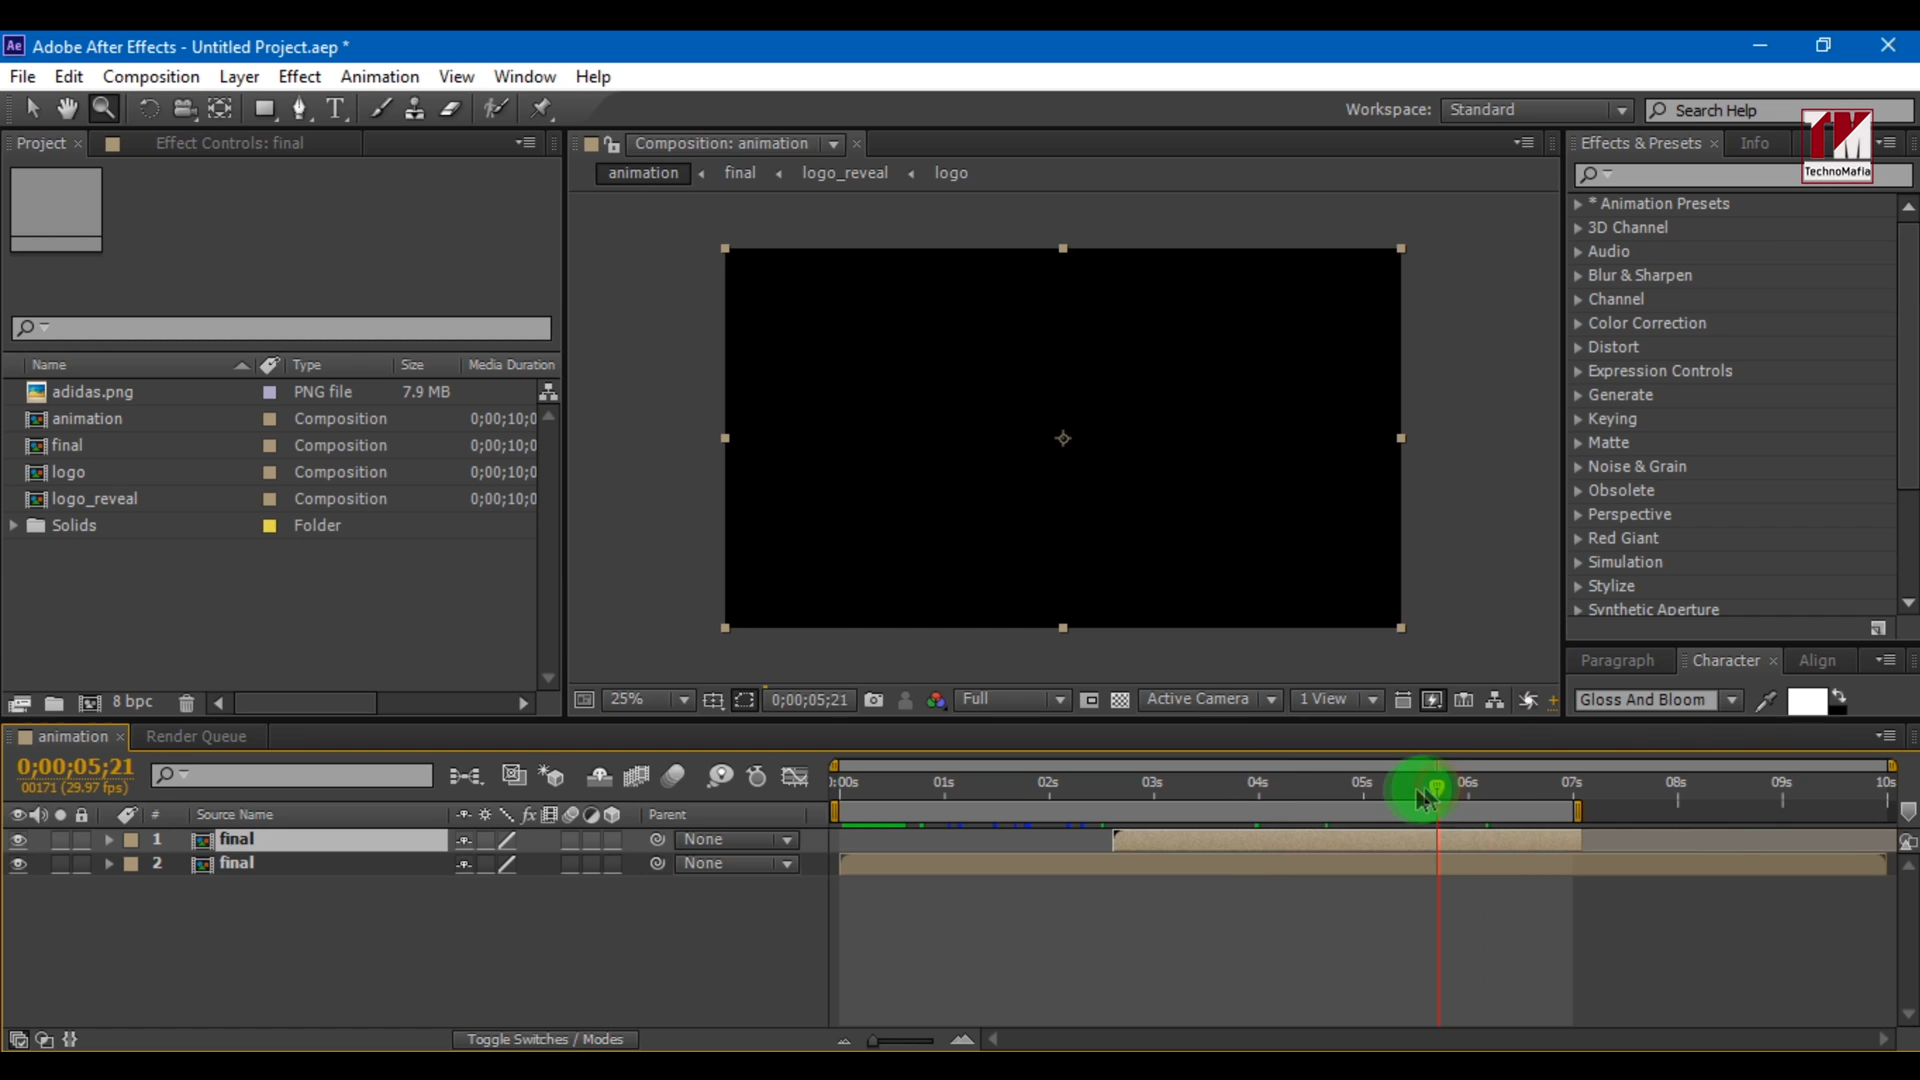 Ae Adobe After Effects - Untitled Project.aep *
File Edit Composition Layer Effect Animation View Window Help
T Workspace: Standard Search Help
Project × Effect Controls: final Composition: animation × Effects & Presets × Info
TM
TechnoMafia
animation final logo_reveal logo
* Animation Presets
3D Channel
Audio
Blur & Sharpen
Channel
Color Correction
Distort
Expression Controls
Generate
Keying
Matte
Noise & Grain
Obsolete
Perspective
Red Giant
Simulation
Stylize
Synthetic Aperture
Name Type Size Media Duration
adidas.png PNG file 7.9 MB
animation Composition 0;00;10;0
final Composition 0;00;10;0
logo Composition 0;00;10;0
logo_reveal Composition 0;00;10;0
Solids Folder
Paragraph Character × Align
8 bpc 25% 0;00;05;21 Full Active Camera 1 View Gloss And Bloom
animation × Render Queue
0;00;05;21
00171 (29.97 fps)
):00s 01s 02s 03s 04s 05s 06s 07s 08s 09s 10s
# Source Name fx Parent
1 final None
2 final None
Toggle Switches / Modes